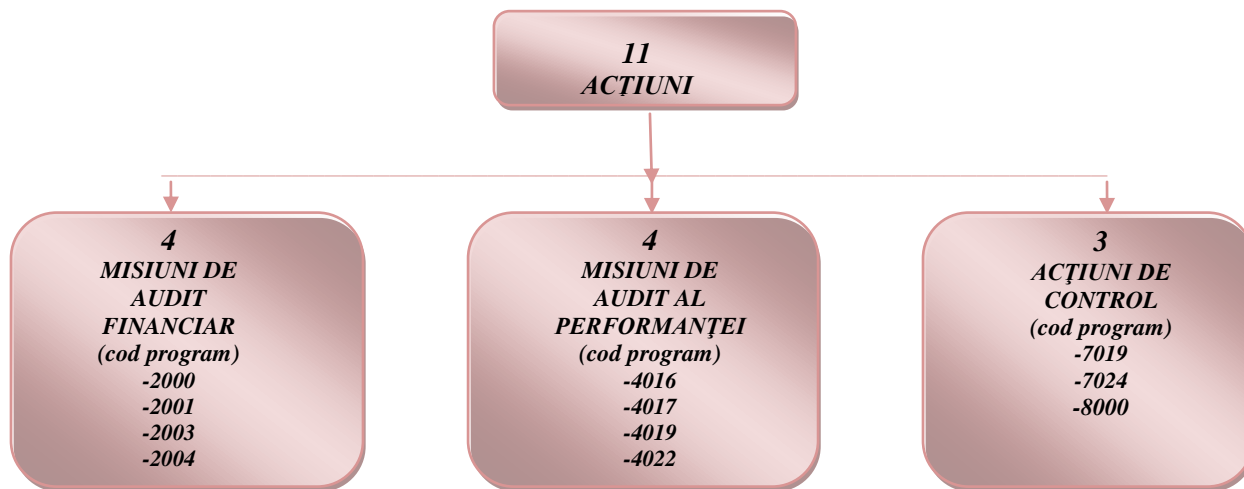 11
ACŢIUNI
4
MISIUNI DE
AUDIT
FINANCIAR
(cod program)
-2000
-2001
-2003
-2004
4
MISIUNI DE
AUDIT AL
PERFORMANŢEI
(cod program)
-4016
-4017
-4019
-4022
3
ACŢIUNI DE
CONTROL
(cod program)
-7019
-7024
-8000